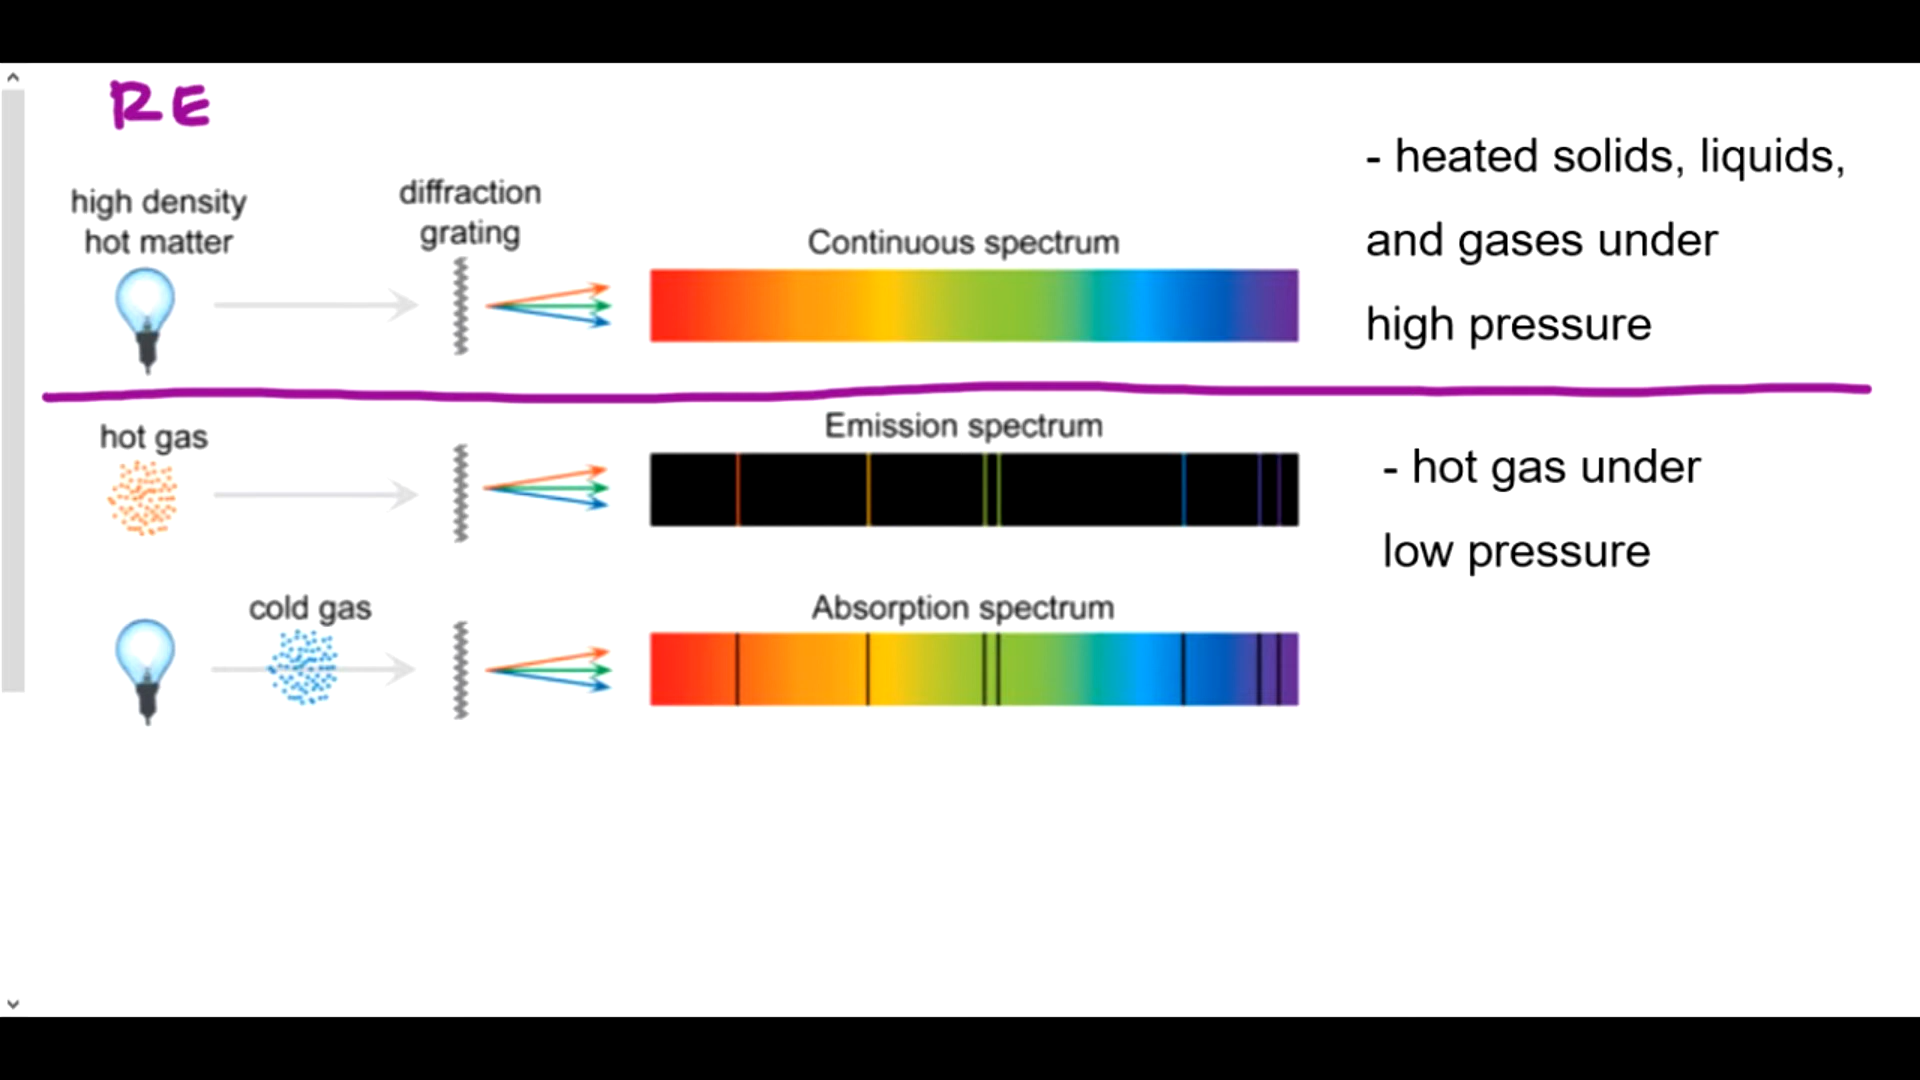 RE
high density
hot matter
diffraction
grating
Continuous spectrum
- heated solids, liquids,
and gases under
high pressure
hot gas
Emission spectrum
- hot gas under
low pressure
cold gas
Absorption spectrum